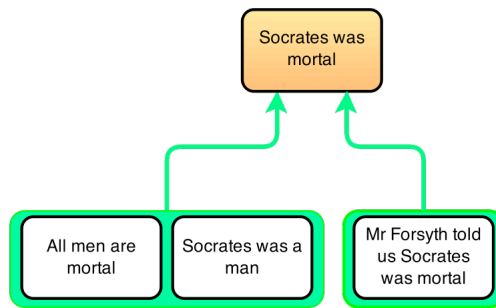 Socrates was
mortal
All men are
mortal
Socrates was a
man
Mr Forsyth told
us Socrates
was mortal